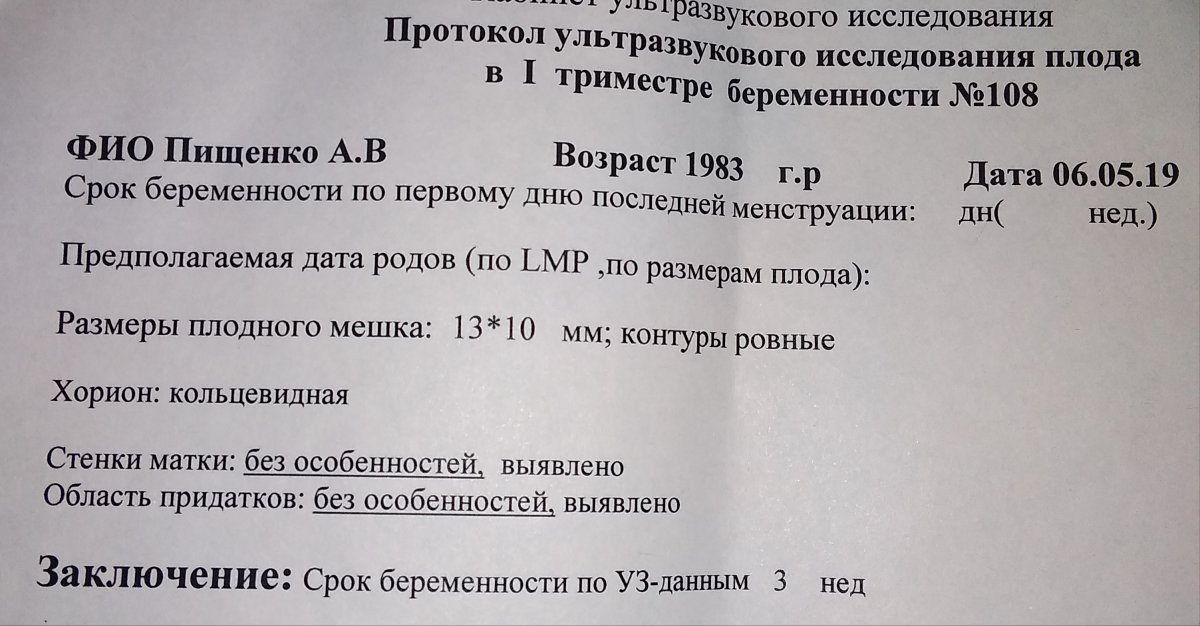 Кабинет ультразвукового исследования
Протокол ультразвукового исследования плода
в I триместре беременности №108
ФИО Пищенко А.В Возраст 1983 г.р Дата 06.05.19
Срок беременности по первому дню последней менструации: дн( нед.)
Предполагаемая дата родов (по LMP ,по размерам плода):
Размеры плодного мешка: 13*10 мм; контуры ровные
Хорион: кольцевидная
Стенки матки: без особенностей, выявлено
Область придатков: без особенностей, выявлено
Заключение: Срок беременности по УЗ-данным 3 нед